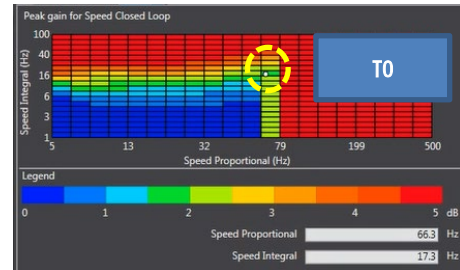 Peak gain for Speed Closed Loop
Speed Integral (Hz)
100
40
16
6
3
1
T0
5 13 32 79 199 500
Speed Proportional (Hz)
Legend
0 1 2 3 4 5 dB
Speed Proportional 66.3 Hz
Speed Integral 17.3 Hz